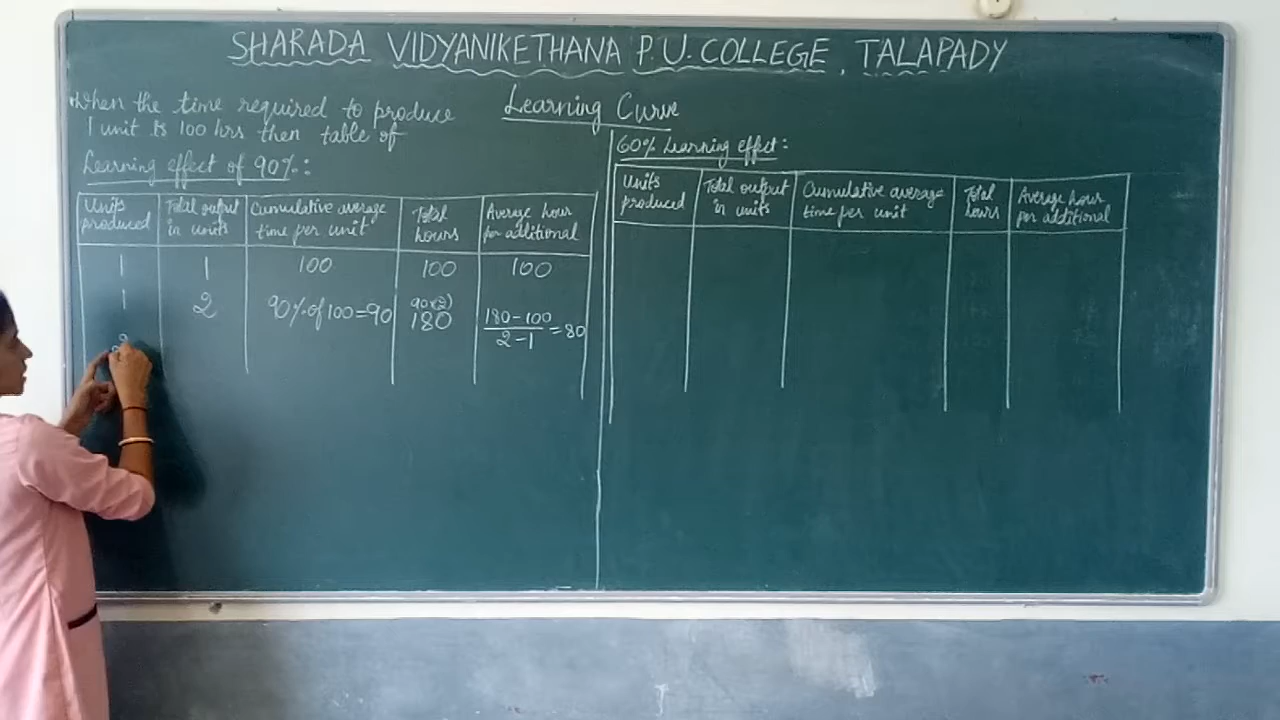 SHARADA VIDYANIKETHANA P.U. COLLEGE, TALAPADY
Learning Curve
When the time required to produce
1 unit is 100 hrs then table of
Learning effect of 90%:
Units produced | Total output in units | Cumulative average time per unit | Total hours | Average hour per additional
1 | 1 | 100 | 100 | 100
1 | 2 | 90% of 100 = 90 | 90×(2) 180 | 180-100 / 2-1 = 80
2
60% Learning effect:
Units produced | Total output in units | Cumulative average time per unit | Total hours | Average hour per additional